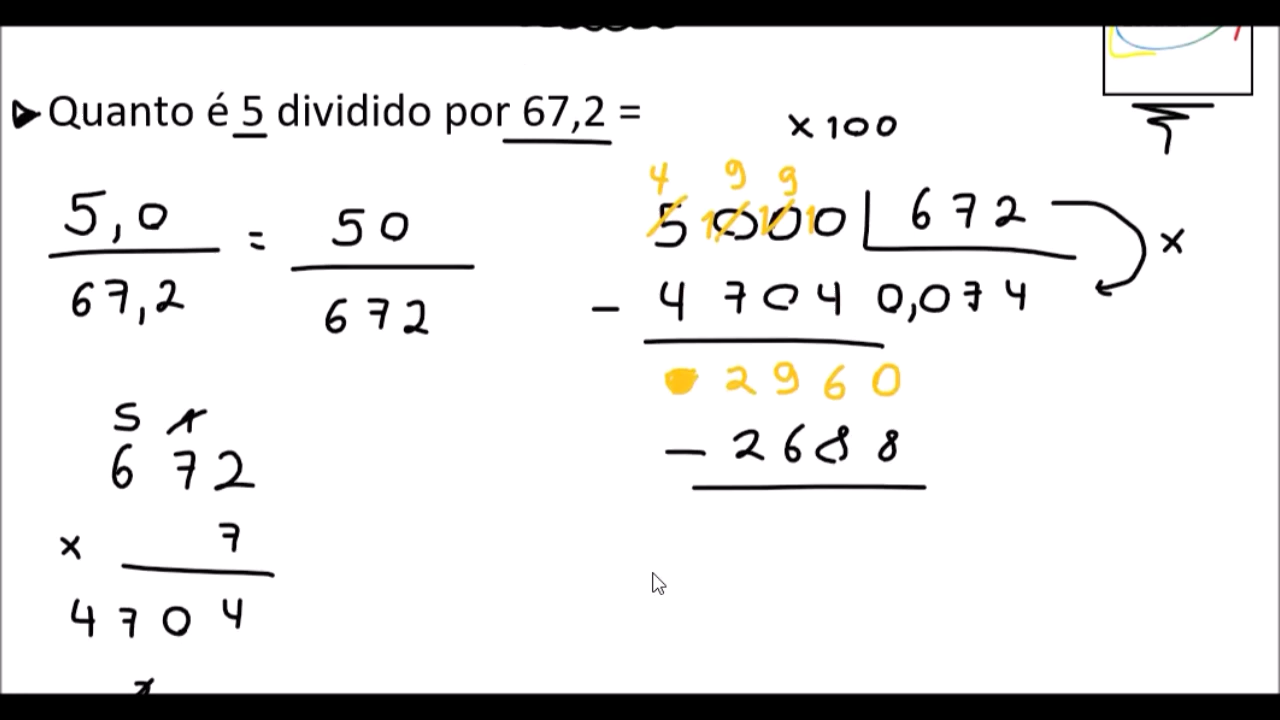 Quanto é 5 dividido por 67,2 =
x 100
5,0 = 50
67,2 672
4 9 9
5000 672
x
- 4704 0,074
2960
- 2688
5 1
672
x 7
4704